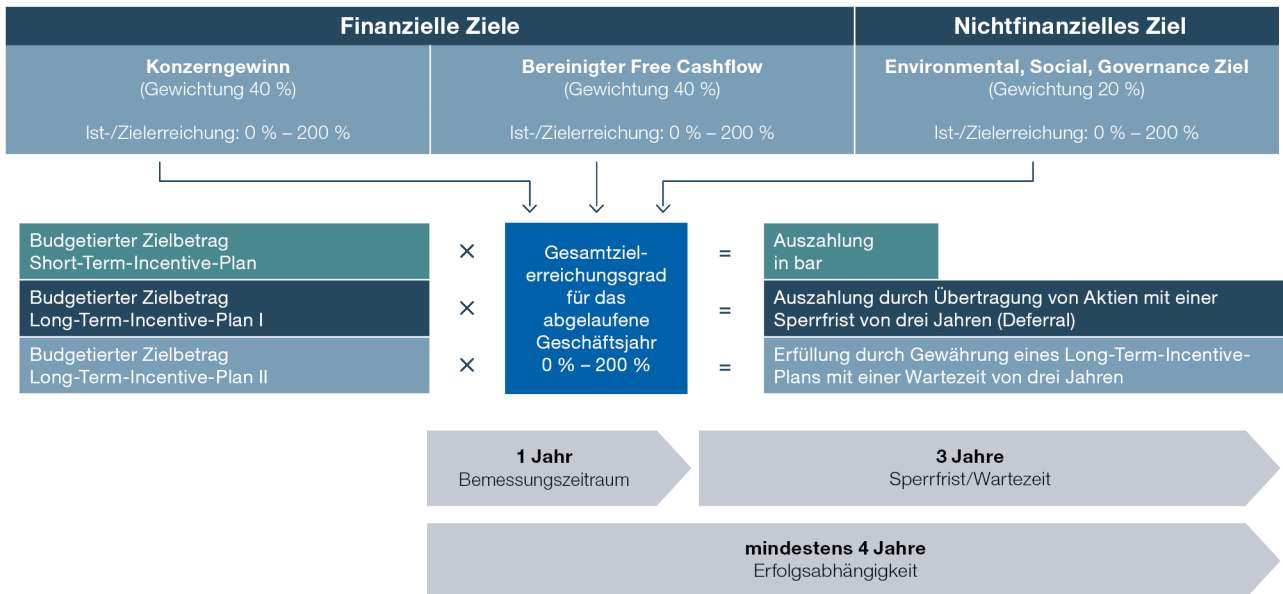 Finanzielle Ziele
Nichtfinanzielles Ziel
Konzerngewinn
(Gewichtung 40 %)
Ist-/Zielerreichung: 0 % – 200 %
Bereinigter Free Cashflow
(Gewichtung 40 %)
Ist-/Zielerreichung: 0 % – 200 %
Environmental, Social, Governance Ziel
(Gewichtung 20 %)
Ist-/Zielerreichung: 0 % – 200 %
Budgetierter Zielbetrag
Short-Term-Incentive-Plan
×
Gesamtziel-
erreichungsgrad
für das
abgelaufene
Geschäftsjahr
0 % – 200 %
=
Auszahlung
in bar
Budgetierter Zielbetrag
Long-Term-Incentive-Plan I
×
=
Auszahlung durch Übertragung von Aktien mit einer
Sperrfrist von drei Jahren (Deferral)
Budgetierter Zielbetrag
Long-Term-Incentive-Plan II
×
=
Erfüllung durch Gewährung eines Long-Term-Incentive-
Plans mit einer Wartezeit von drei Jahren
1 Jahr
Bemessungszeitraum
3 Jahre
Sperrfrist/Wartezeit
mindestens 4 Jahre
Erfolgsabhängigkeit